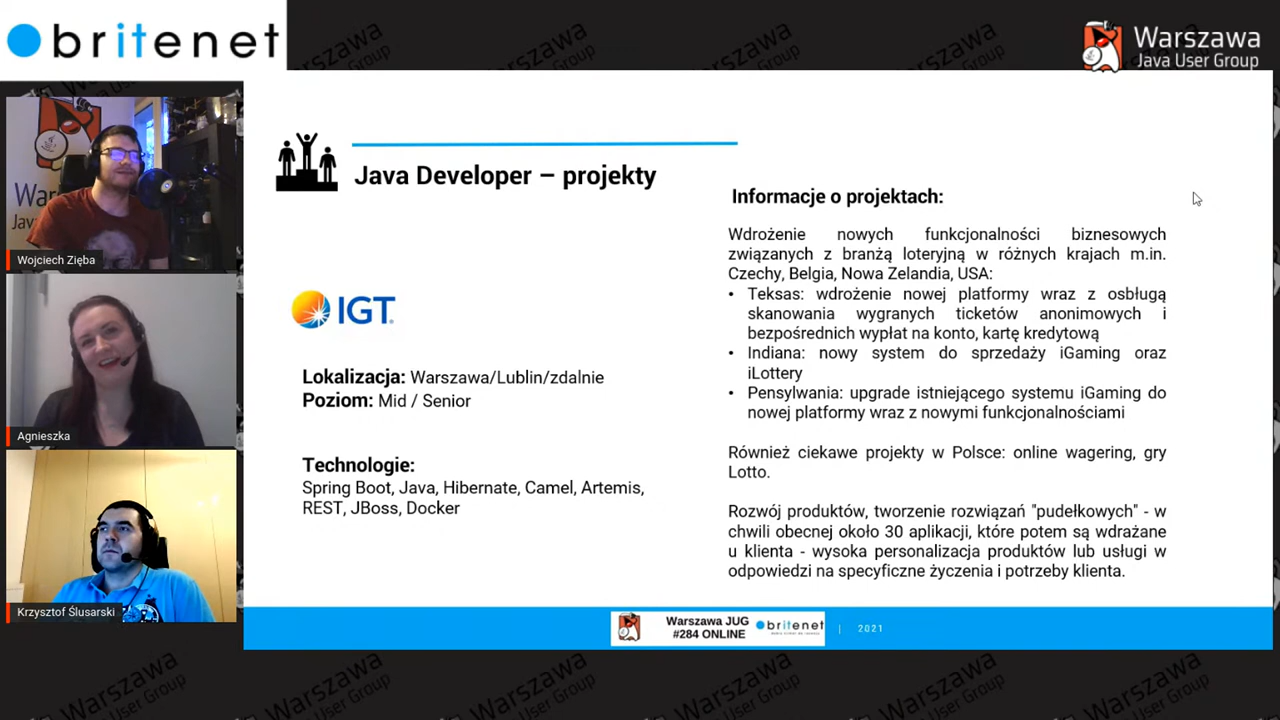 britenet
Warszawa
Java User Group
Java Developer – projekty
IGT
Lokalizacja: Warszawa/Lublin/zdalnie
Poziom: Mid / Senior
Technologie:
Spring Boot, Java, Hibernate, Camel, Artemis,
REST, JBoss, Docker
Informacje o projektach:
Wdrożenie nowych funkcjonalności biznesowych
związanych z branżą loteryjną w różnych krajach m.in.
Czechy, Belgia, Nowa Zelandia, USA:
• Teksas: wdrożenie nowej platformy wraz z osbługą
skanowania wygranych ticketów anonimowych i
bezpośrednich wypłat na konto, kartę kredytową
• Indiana: nowy system do sprzedaży iGaming oraz
iLottery
• Pensylwania: upgrade istniejącego systemu iGaming do
nowej platformy wraz z nowymi funkcjonalnościami
Również ciekawe projekty w Polsce: online wagering, gry
Lotto.
Rozwój produktów, tworzenie rozwiązań "pudełkowych" - w
chwili obecnej około 30 aplikacji, które potem są wdrażane
u klienta - wysoka personalizacja produktów lub usługi w
odpowiedzi na specyficzne życzenia i potrzeby klienta.
Wojciech Zięba
Agnieszka
Krzysztof Ślusarski
Warszawa JUG
#284 ONLINE
britenet
| 2021